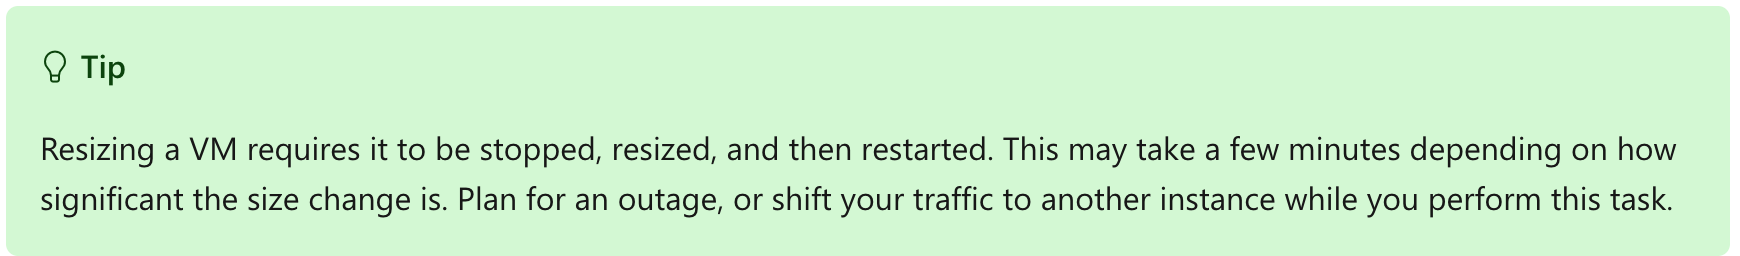 Tip
Resizing a VM requires it to be stopped, resized, and then restarted. This may take a few minutes depending on how
significant the size change is. Plan for an outage, or shift your traffic to another instance while you perform this task.